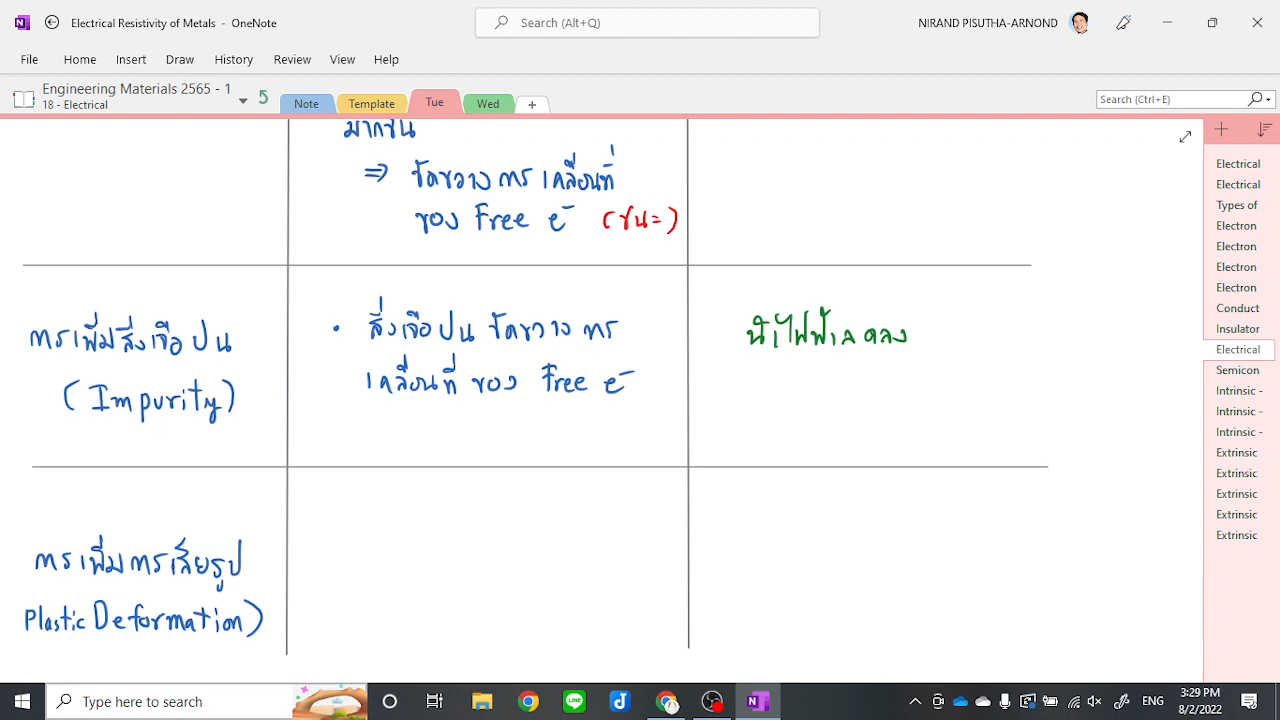 Electrical Resistivity of Metals - OneNote
Search (Alt+Q)
NIRAND PISUTHA-ARNOND
File Home Insert Draw History Review View Help
Engineering Materials 2565 - 1
18 - Electrical
Note Template Tue Wed
Search (Ctrl+E)
มากขึ้น
⇒ ขัดขวาง การ เคลื่อนที่
ของ Free e⁻ (ชนะ)
การเพิ่มสิ่งเจือปน
(Impurity)
• สิ่งเจือปน ขัดขวาง การ
เคลื่อนที่ ของ Free e⁻
นำไฟฟ้าลดลง
การเพิ่มการเสียรูป
Plastic Deformation)
Electrical
Electrical
Types of
Electron
Electron
Electron
Electron
Conduct
Insulator
Electrical
Semicon
Intrinsic -
Intrinsic -
Intrinsic -
Extrinsic
Extrinsic
Extrinsic
Extrinsic
Extrinsic
Type here to search
ENG
3:29 PM
8/2/2022